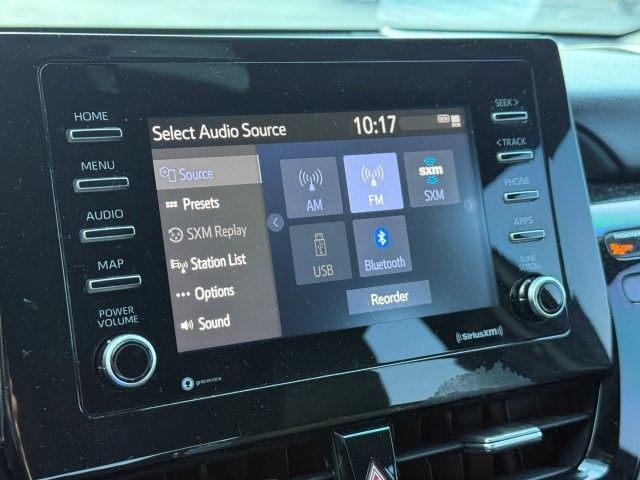 HOME
MENU
AUDIO
MAP
POWER
VOLUME
Select Audio Source
10:17
DCM
Source
Presets
SXM Replay
Station List
Options
Sound
AM
FM
sxm
SXM
USB
Bluetooth
Reorder
SEEK >
< TRACK
PHONE
APPS
TUNE
SCROLL
gracenote
SiriusXM